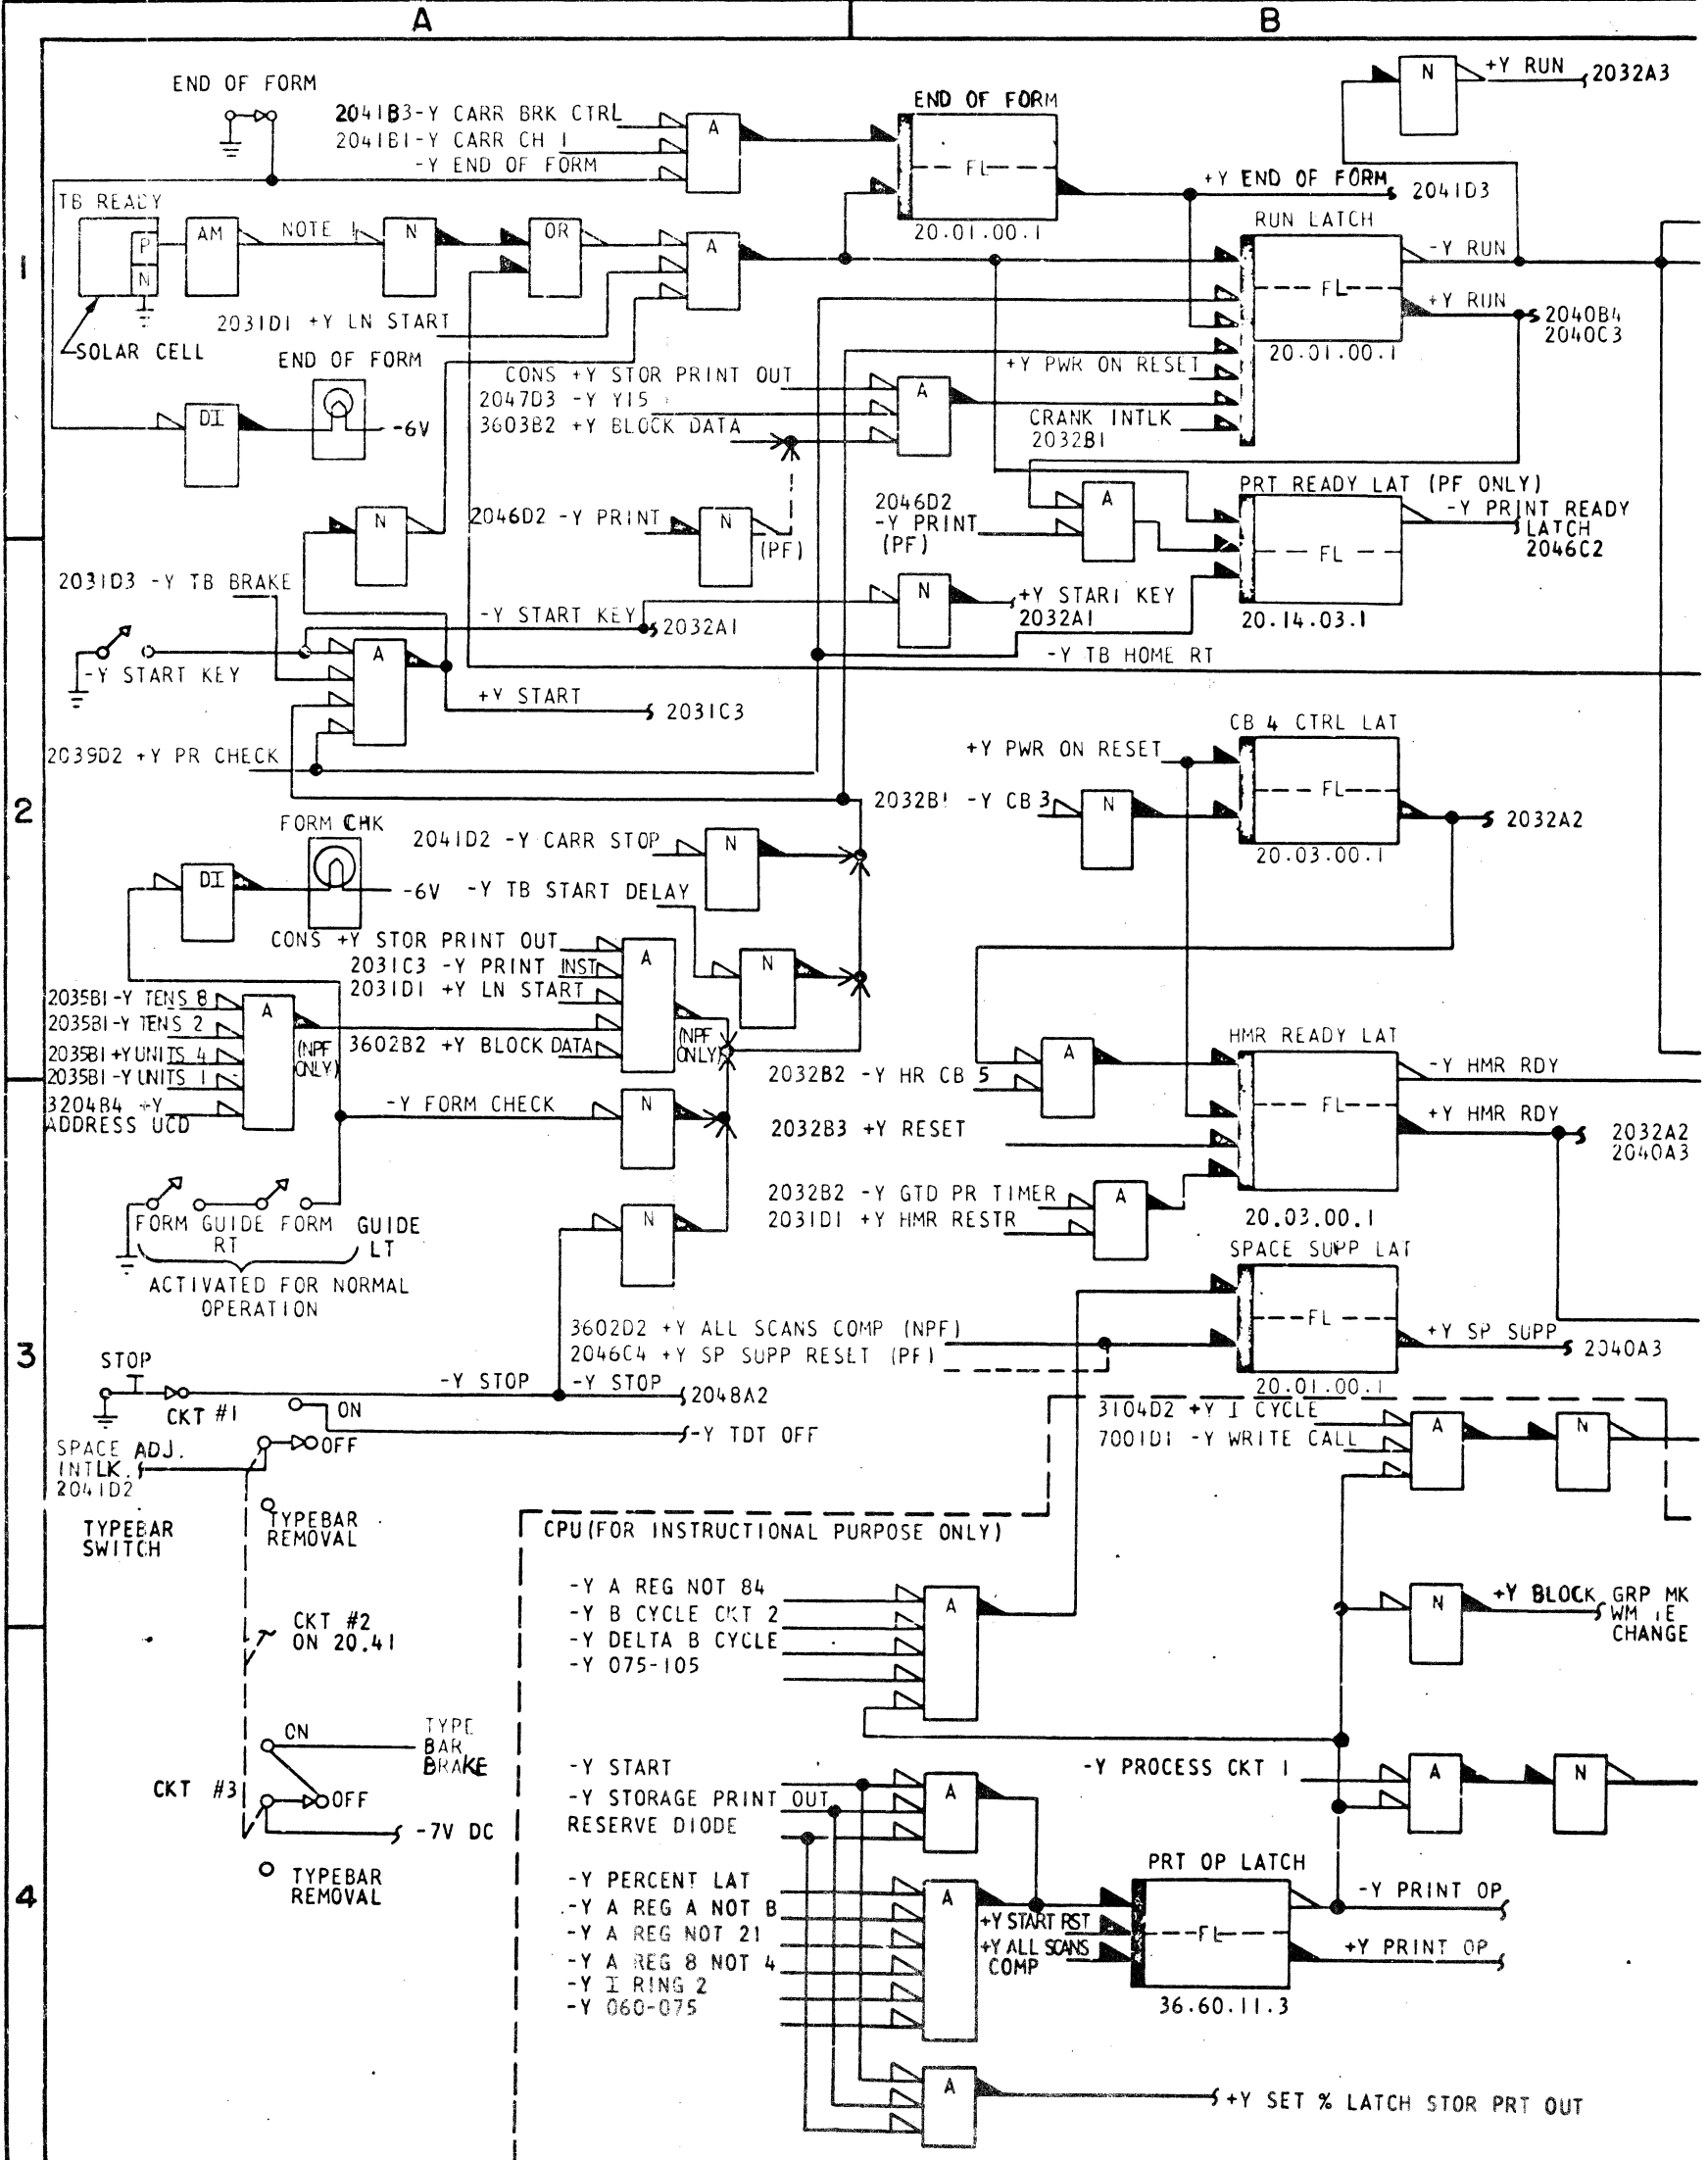 A
B
1
2
3
4
END OF FORM
2041B3-Y CARR BRK CTRL
2041B1-Y CARR CH 1
-Y END OF FORM
A
END OF FORM
FL
20.01.00.1
N
+Y RUN
2032A3
+Y END OF FORM
2041D3
TB READY
P
N
AM
NOTE 1
N
OR
A
SOLAR CELL
2031D1 +Y LN START
RUN LATCH
FL
-Y RUN
+Y RUN
20.01.00.1
2040B4
2040C3
END OF FORM
DI
-6V
CONS +Y STOR PRINT OUT
2047D3 -Y Y15
3603B2 +Y BLOCK DATA
A
+Y PWR ON RESET
CRANK INTLK
2032B1
N
2046D2 -Y PRINT
N
(PF)
2046D2
-Y PRINT
(PF)
A
PRT READY LAT (PF ONLY)
FL
-Y PRINT READY
LATCH
2046C2
20.14.03.1
2031D3 -Y TB BRAKE
-Y START KEY
2032A1
N
+Y START KEY
2032A1
-Y TB HOME RT
-Y START KEY
A
+Y START
2031C3
2039D2 +Y PR CHECK
+Y PWR ON RESET
CB 4 CTRL LAT
2032B1 -Y CB 3
N
FL
2032A2
20.03.00.1
FORM CHK
DI
-6V
2041D2 -Y CARR STOP
N
-Y TB START DELAY
N
CONS +Y STOR PRINT OUT
2031C3 -Y PRINT INST
2031D1 +Y LN START
3602B2 +Y BLOCK DATA
A
(NPF
ONLY)
2035B1-Y TENS 8
2035B1-Y TENS 2
2035B1+Y UNITS 4
2035B1-Y UNITS 1
3204B4 +Y
ADDRESS UCD
A
(NPF
ONLY)
-Y FORM CHECK
N
N
2032B2 -Y HR CB 5
A
2032B3 +Y RESET
2032B2 -Y GTD PR TIMER
2031D1 +Y HMR RESTR
A
HMR READY LAT
FL
-Y HMR RDY
+Y HMR RDY
2032A2
2040A3
20.03.00.1
FORM GUIDE
RT
FORM GUIDE
LT
ACTIVATED FOR NORMAL
OPERATION
SPACE SUPP LAT
FL
+Y SP SUPP
2040A3
20.01.00.1
3602D2 +Y ALL SCANS COMP (NPF)
2046C4 +Y SP SUPP RESET (PF)
STOP
-Y STOP
-Y STOP
2048A2
CKT #1
ON
OFF
-Y TDT OFF
SPACE ADJ.
INTLK.
2041D2
TYPEBAR
SWITCH
TYPEBAR
REMOVAL
CKT #2
ON 20.41
ON
TYPE
BAR
BRAKE
CKT #3
OFF
-7V DC
TYPEBAR
REMOVAL
3104D2 +Y I CYCLE
7001D1 -Y WRITE CALL
A
N
CPU(FOR INSTRUCTIONAL PURPOSE ONLY)
-Y A REG NOT 84
-Y B CYCLE CKT 2
-Y DELTA B CYCLE
-Y 075-105
A
N
+Y BLOCK GRP MK
WM
CHANGE
-Y START
-Y STORAGE PRINT OUT
RESERVE DIODE
A
-Y PROCESS CKT 1
A
N
-Y PERCENT LAT
-Y A REG A NOT B
-Y A REG NOT 21
-Y A REG 8 NOT 4
-Y I RING 2
-Y 060-075
A
+Y START RST
+Y ALL SCANS
COMP
PRT OP LATCH
FL
-Y PRINT OP
+Y PRINT OP
36.60.11.3
A
+Y SET % LATCH STOR PRT OUT